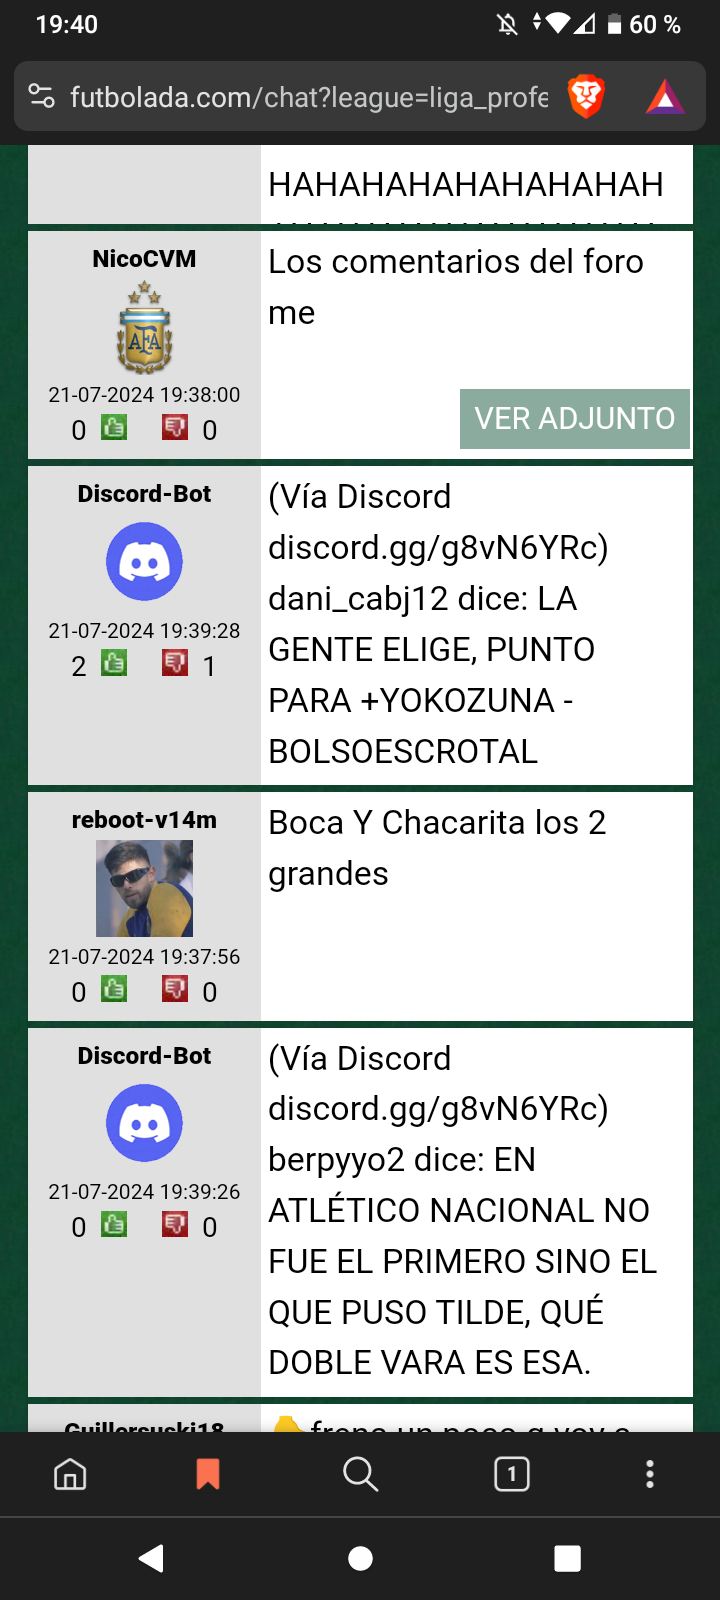 19:40
60 %
futbolada.com/chat?league=liga_profe
HAHAHAHAHAHAHAHAH
NicoCVM
AFA
21-07-2024 19:38:00
0 0
Los comentarios del foro
me
VER ADJUNTO
Discord-Bot
21-07-2024 19:39:28
2 1
(Vía Discord
discord.gg/g8vN6YRc)
dani_cabj12 dice: LA
GENTE ELIGE, PUNTO
PARA +YOKOZUNA -
BOLSOESCROTAL
reboot-v14m
21-07-2024 19:37:56
0 0
Boca Y Chacarita los 2
grandes
Discord-Bot
21-07-2024 19:39:26
0 0
(Vía Discord
discord.gg/g8vN6YRc)
berpyyo2 dice: EN
ATLÉTICO NACIONAL NO
FUE EL PRIMERO SINO EL
QUE PUSO TILDE, QUÉ
DOBLE VARA ES ESA.
1